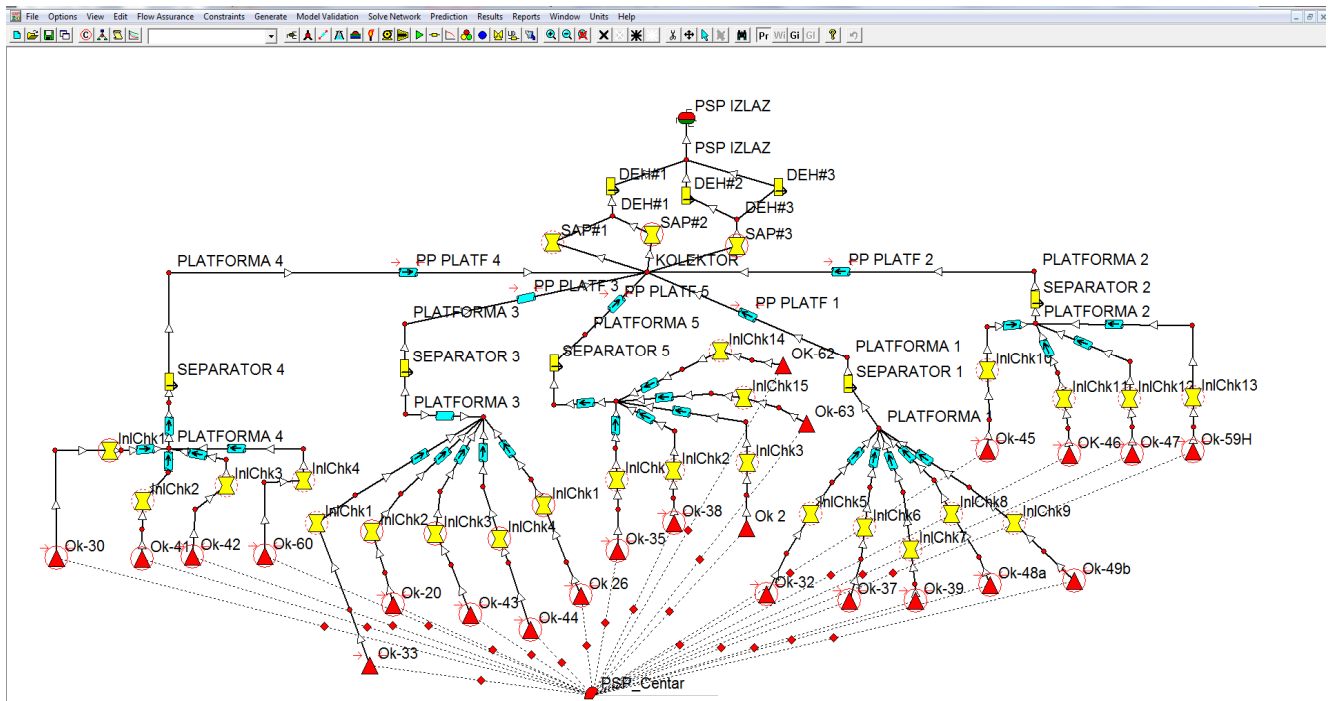 File Options View Edit Flow Assurance Constraints Generate Model Validation Solve Network Prediction Results Reports Window Units Help
Pr Wi Gi GI
PSP IZLAZ
PSP IZLAZ
DEH#1 DEH#2 DEH#3
DEH#1 DEH#3
SAP#1 SAP#2 SAP#3
PLATFORMA 4 PP PLATF 4 KOLEKTOR PP PLATF 2 PLATFORMA 2
PP PLATF 3 PP PLATF 5 SEPARATOR 2
PLATFORMA 3 PP PLATF 1 PLATFORMA 2
PLATFORMA 5
InlChk14 PLATFORMA 1
SEPARATOR 4 SEPARATOR 3 SEPARATOR 5 OK-62 SEPARATOR 1 InlChk10
InlChk15 InlChk11 InlChk12 InlChk13
PLATFORMA 3 Ok-63 PLATFORMA
InlChk1 PLATFORMA 4 Ok-45 OK-46 Ok-47 Ok-59H
InlChk3 InlChk4 InlChk InlChk2 InlChk3
InlChk2 InlChk1 InlChk5 InlChk8
InlChk1 InlChk2 InlChk3 InlChk4 Ok-38 Ok 2 InlChk6 InlChk9
Ok-30 Ok-41 Ok-42 Ok-60 Ok-35 InlChk7
Ok-20 Ok-43 Ok-44 Ok 26 Ok-32 Ok-37 Ok-39 Ok-48a Ok-49b
Ok-33
PSP_Centar